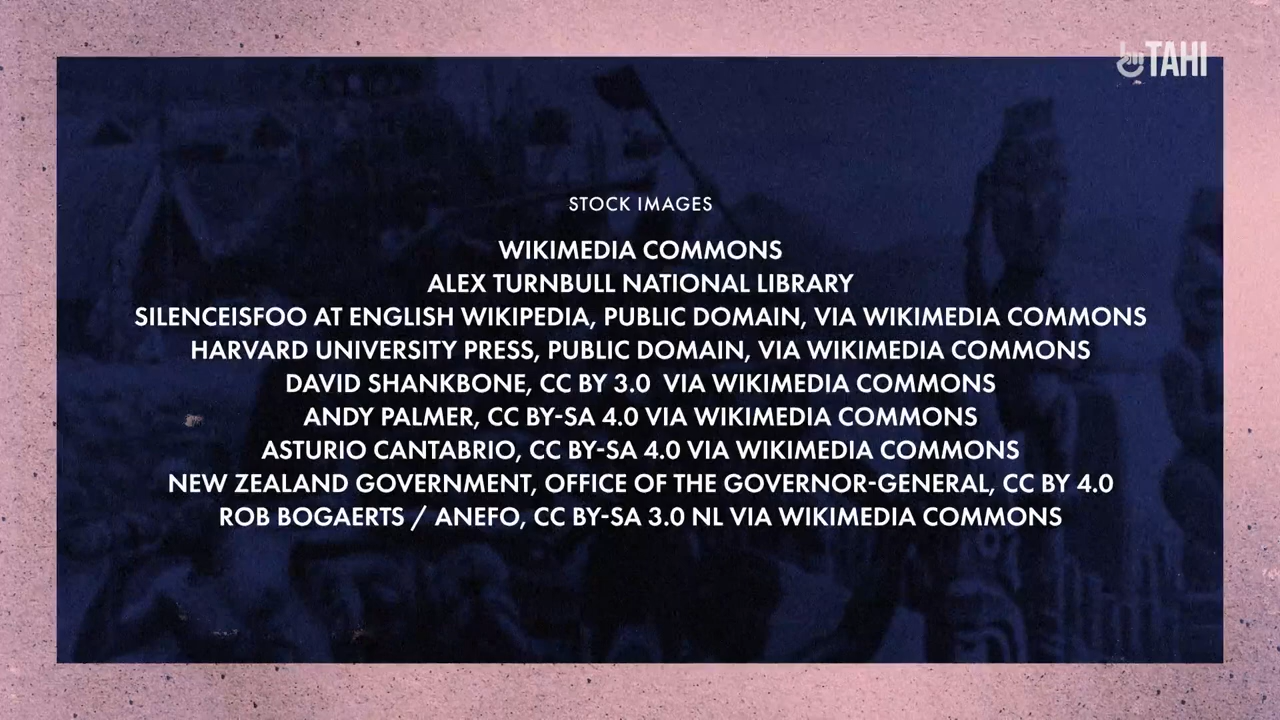 TAHI
STOCK IMAGES
WIKIMEDIA COMMONS
ALEX TURNBULL NATIONAL LIBRARY
SILENCEISFOO AT ENGLISH WIKIPEDIA, PUBLIC DOMAIN, VIA WIKIMEDIA COMMONS
HARVARD UNIVERSITY PRESS, PUBLIC DOMAIN, VIA WIKIMEDIA COMMONS
DAVID SHANKBONE, CC BY 3.0  VIA WIKIMEDIA COMMONS
ANDY PALMER, CC BY-SA 4.0 VIA WIKIMEDIA COMMONS
ASTURIO CANTABRIO, CC BY-SA 4.0 VIA WIKIMEDIA COMMONS
NEW ZEALAND GOVERNMENT, OFFICE OF THE GOVERNOR-GENERAL, CC BY 4.0
ROB BOGAERTS / ANEFO, CC BY-SA 3.0 NL VIA WIKIMEDIA COMMONS